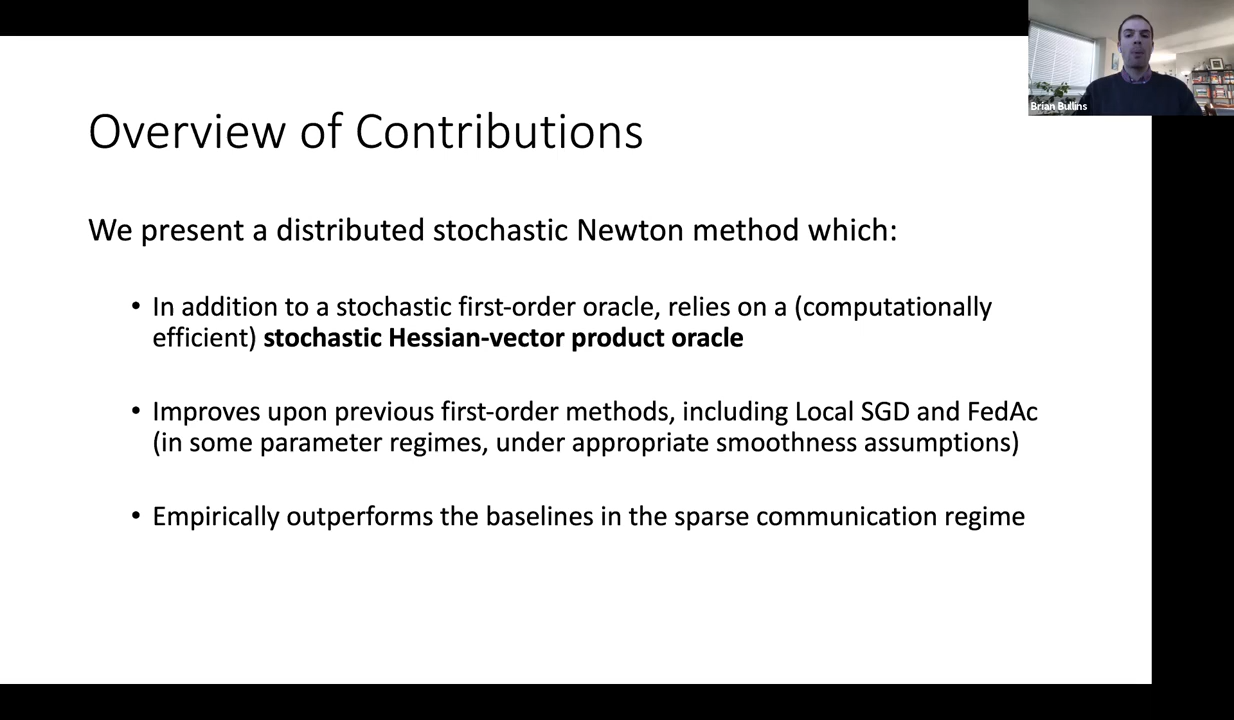 Brian Bullins
Overview of Contributions
We present a distributed stochastic Newton method which:
• In addition to a stochastic first-order oracle, relies on a (computationally
efficient) stochastic Hessian-vector product oracle
• Improves upon previous first-order methods, including Local SGD and FedAc
(in some parameter regimes, under appropriate smoothness assumptions)
• Empirically outperforms the baselines in the sparse communication regime